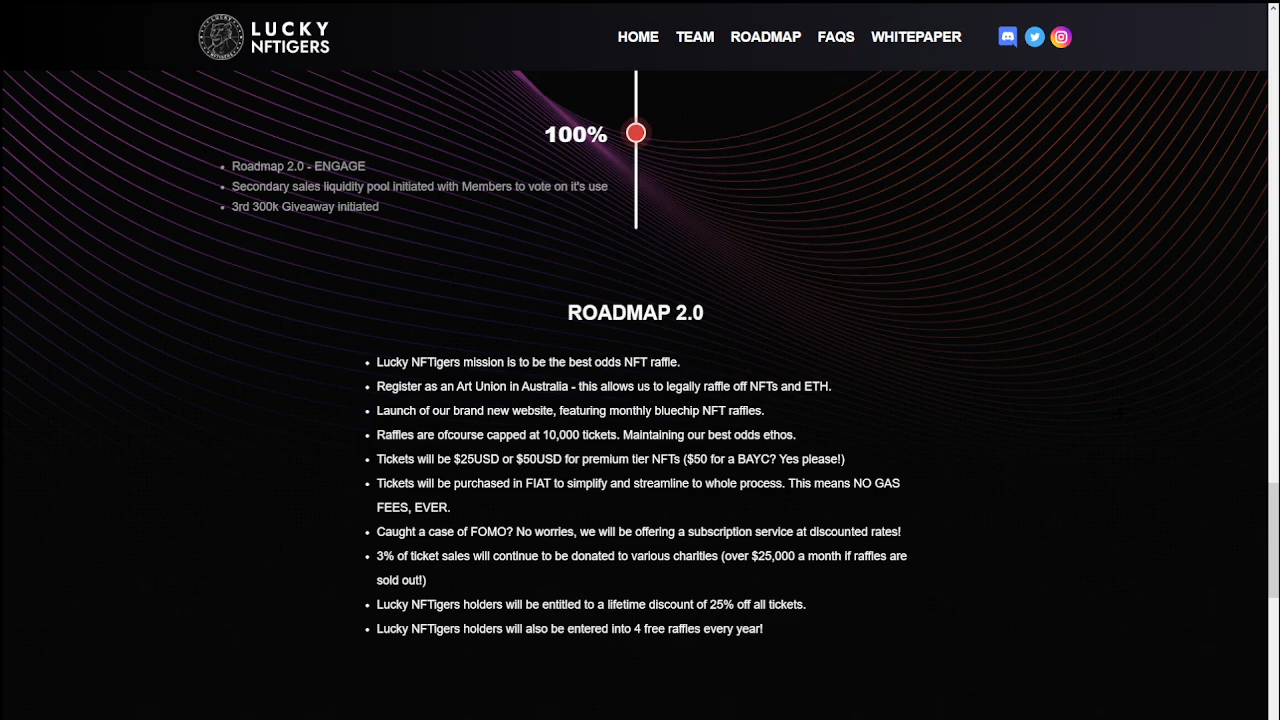 LUCKY
NFTIGERS
HOME TEAM ROADMAP FAQS WHITEPAPER
100%
• Roadmap 2.0 - ENGAGE
• Secondary sales liquidity pool initiated with Members to vote on it's use
• 3rd 300k Giveaway initiated
ROADMAP 2.0
• Lucky NFTigers mission is to be the best odds NFT raffle.
• Register as an Art Union in Australia - this allows us to legally raffle off NFTs and ETH.
• Launch of our brand new website, featuring monthly bluechip NFT raffles.
• Raffles are ofcourse capped at 10,000 tickets. Maintaining our best odds ethos.
• Tickets will be $25USD or $50USD for premium tier NFTs ($50 for a BAYC? Yes please!)
• Tickets will be purchased in FIAT to simplify and streamline to whole process. This means NO GAS
FEES, EVER.
• Caught a case of FOMO? No worries, we will be offering a subscription service at discounted rates!
• 3% of ticket sales will continue to be donated to various charities (over $25,000 a month if raffles are
sold out!)
• Lucky NFTigers holders will be entitled to a lifetime discount of 25% off all tickets.
• Lucky NFTigers holders will also be entered into 4 free raffles every year!